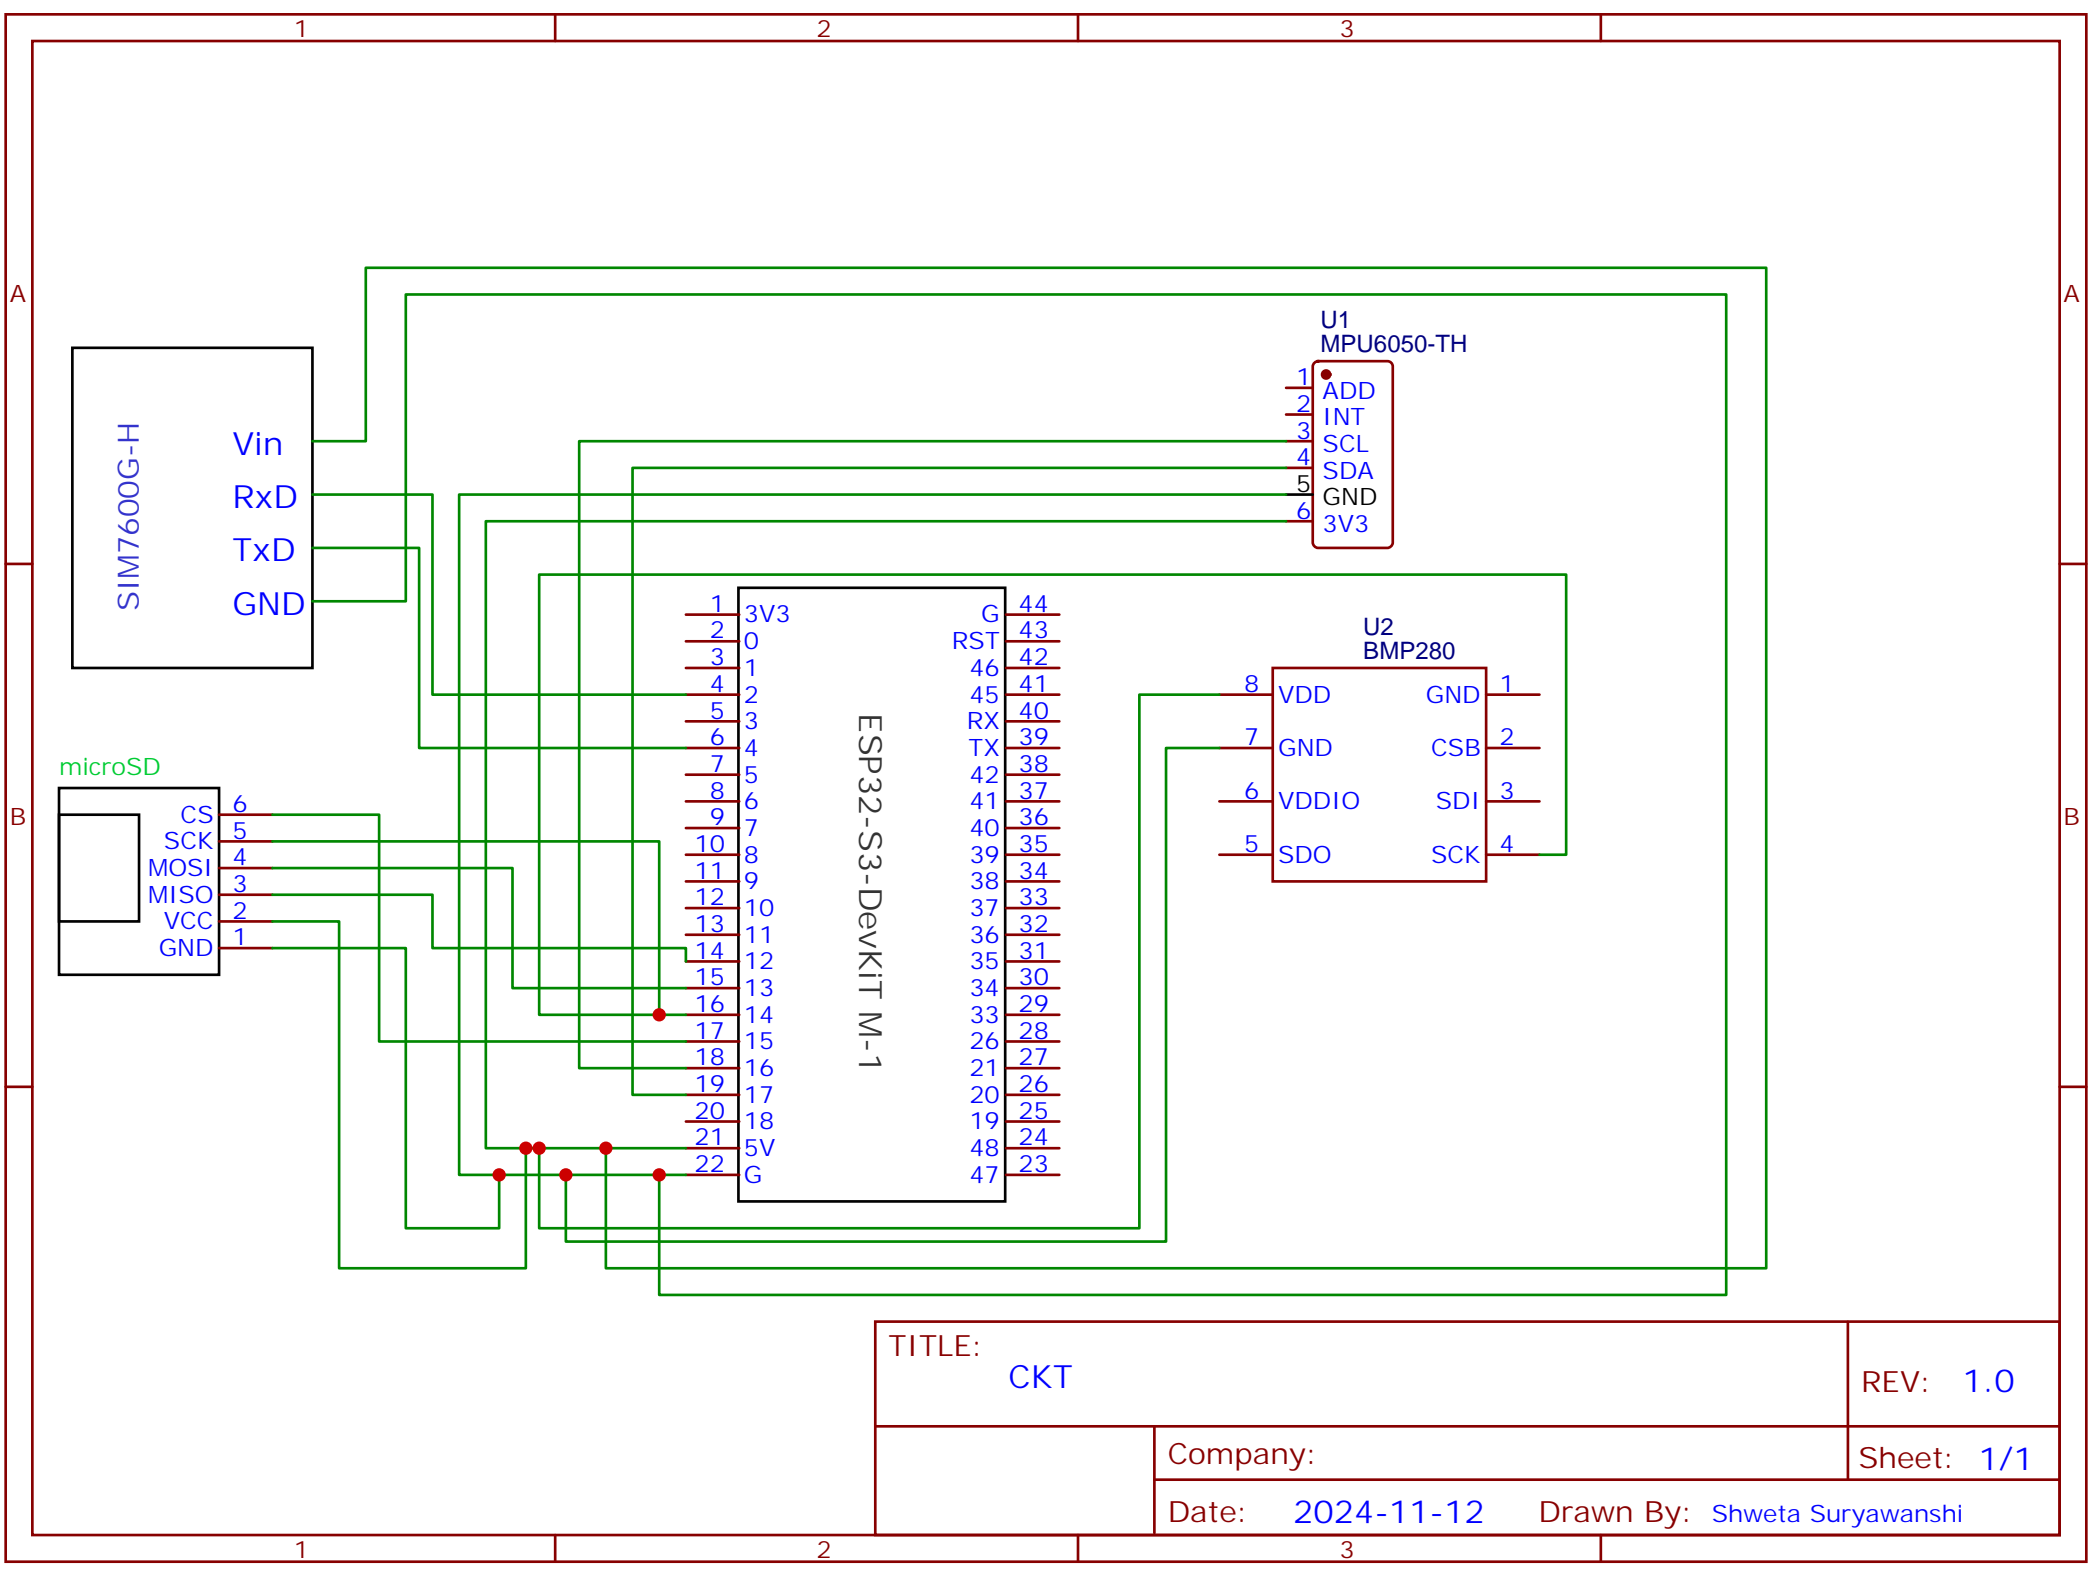 1 2 3
A A
B B
SIM7600G-H
Vin
RxD
TxD
GND
microSD
CS 6
SCK 5
MOSI 4
MISO 3
VCC 2
GND 1
U1
MPU6050-TH
1 ADD
2 INT
3 SCL
4 SDA
5 GND
6 3V3
ESP32-S3-DevKiT M-1
1 3V3 G 44
2 0 RST 43
3 1 46 42
4 2 45 41
5 3 RX 40
6 4 TX 39
7 5 42 38
8 6 41 37
9 7 40 36
10 8 39 35
11 9 38 34
12 10 37 33
13 11 36 32
14 12 35 31
15 13 34 30
16 14 33 29
17 15 26 28
18 16 21 27
19 17 20 26
20 18 19 25
21 5V 48 24
22 G 47 23
U2
BMP280
8 VDD GND 1
7 GND CSB 2
6 VDDIO SDI 3
5 SDO SCK 4
TITLE:
CKT
REV: 1.0
Company:
Sheet: 1/1
Date: 2024-11-12 Drawn By: Shweta Suryawanshi
1 2 3